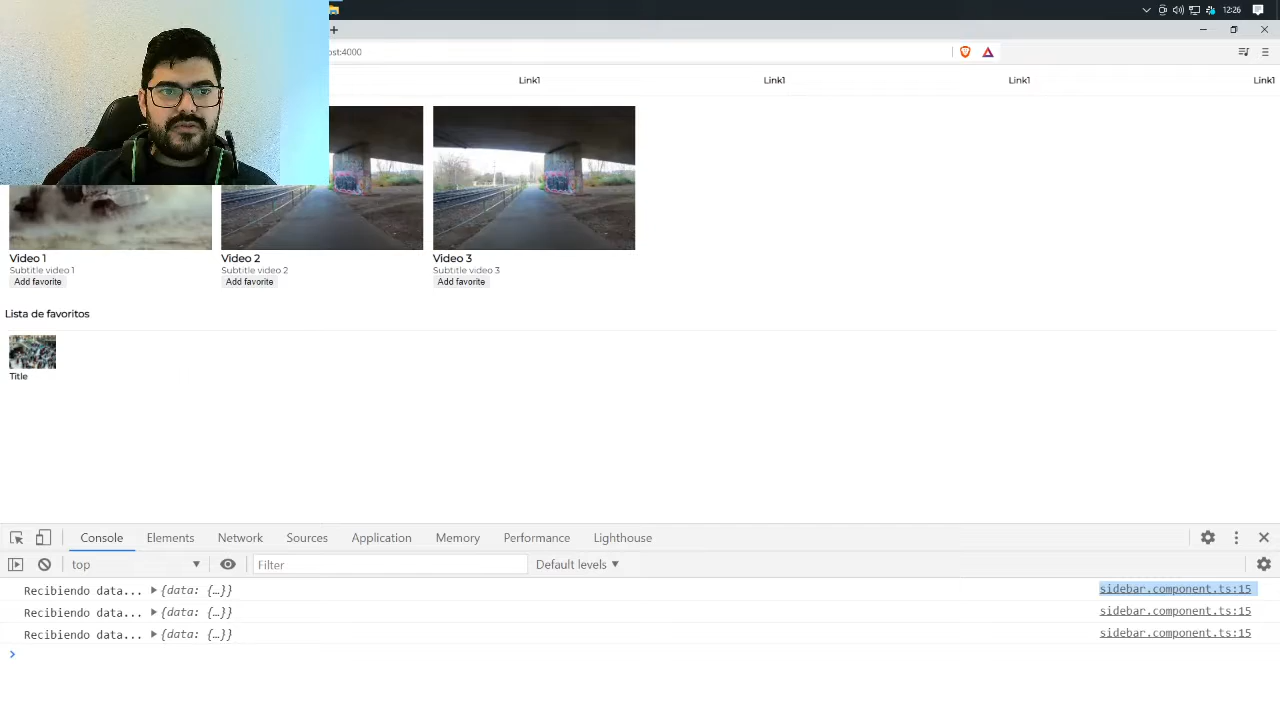 12:26
ost:4000
Link1 Link1 Link1 Link1
Video 1 Video 2 Video 3
Subtitle video 1 Subtitle video 2 Subtitle video 3
Add favorite Add favorite Add favorite
Lista de favoritos
Title
Console Elements Network Sources Application Memory Performance Lighthouse
top Filter Default levels
Recibiendo data... {data: {…}} sidebar.component.ts:15
Recibiendo data... {data: {…}} sidebar.component.ts:15
Recibiendo data... {data: {…}} sidebar.component.ts:15